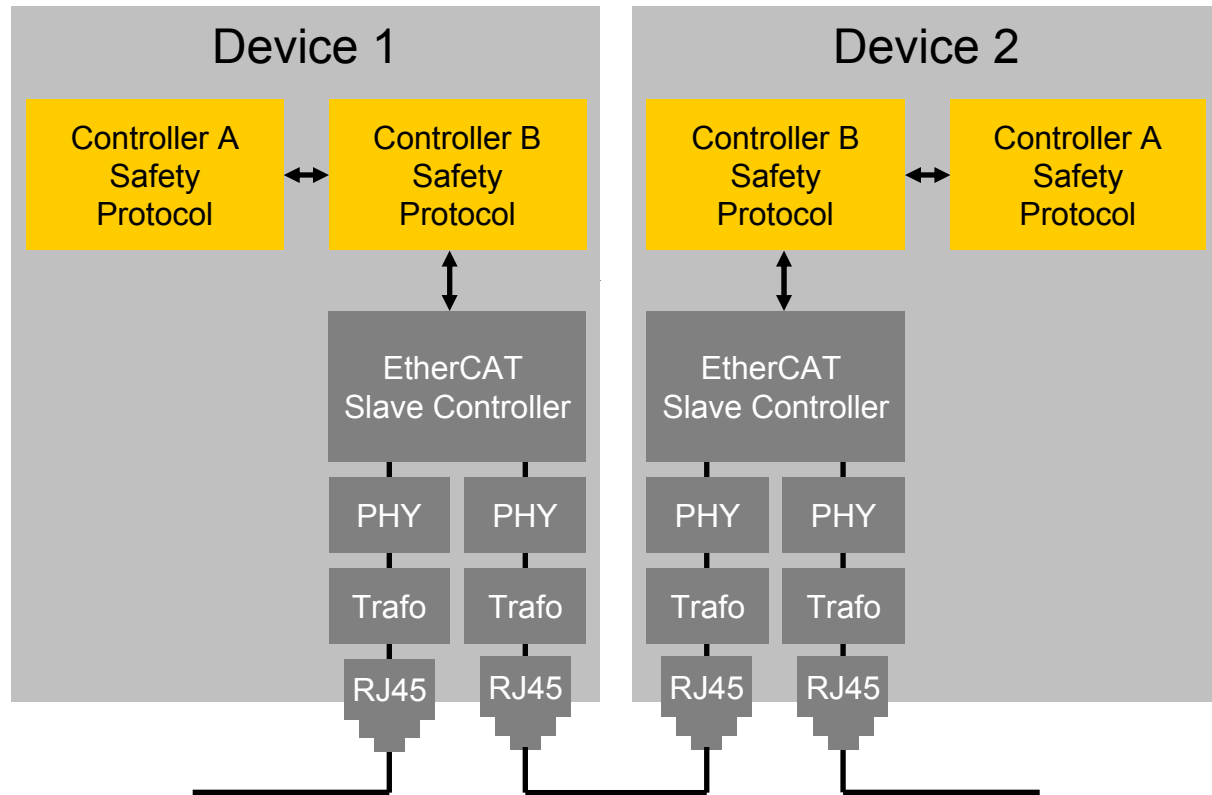 Device 1
Device 2
Controller A
Safety
Protocol
Controller B
Safety
Protocol
Controller B
Safety
Protocol
Controller A
Safety
Protocol
EtherCAT
Slave Controller
EtherCAT
Slave Controller
PHY
PHY
PHY
PHY
Trafo
Trafo
Trafo
Trafo
RJ45
RJ45
RJ45
RJ45